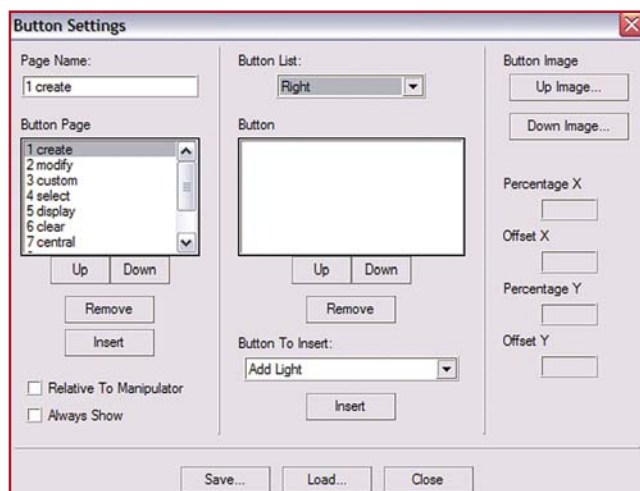 Button Settings
Page Name:
1 create
Button Page
1 create
2 modify
3 custom
4 select
5 display
6 clear
7 central
Up
Down
Remove
Insert
Relative To Manipulator
Always Show
Button List:
Right
Button
Up
Down
Remove
Button To Insert:
Add Light
Insert
Button Image
Up Image...
Down Image...
Percentage X
Offset X
Percentage Y
Offset Y
Save...
Load...
Close